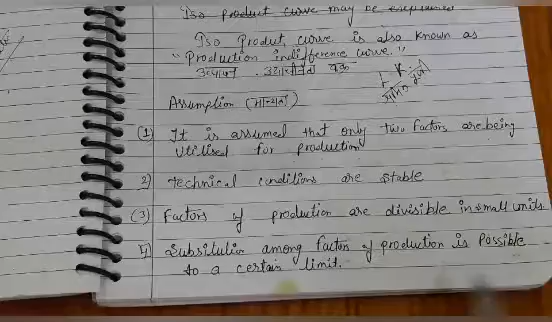 Iso product curve may be explained
Iso Produt, curve is also known as
"Production indifference curve."
उत्पादन उदासीनता वक्र
L K
श्रम पूंजी
Assumption (मान्यता)
(1) It is assumed that only two factors are being
utilised for production
2) technical conditions are stable
(3) Factors of production are divisible in small units
4) Substitution among factors of production is Possible
to a certain limit.